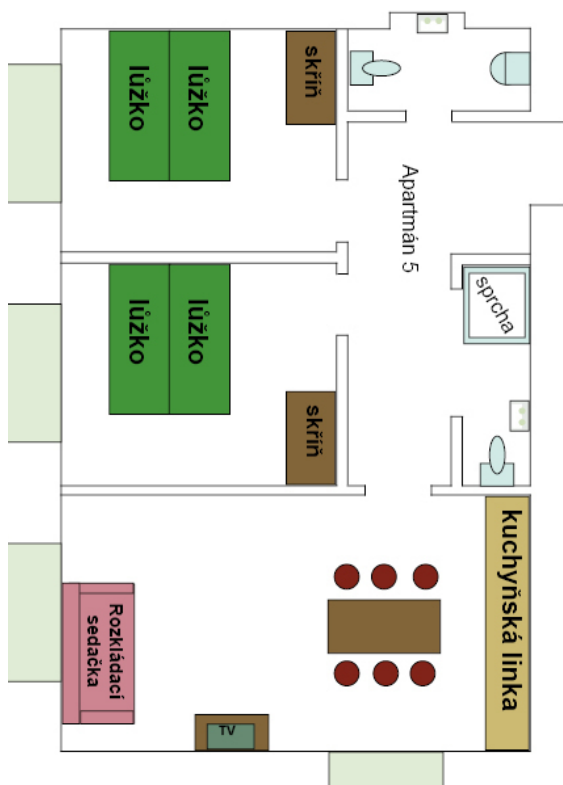 lůžko
lůžko
skříň
Apartmán 5
lůžko
lůžko
sprcha
skříň
kuchyňská linka
Rozkládací
sedačka
TV